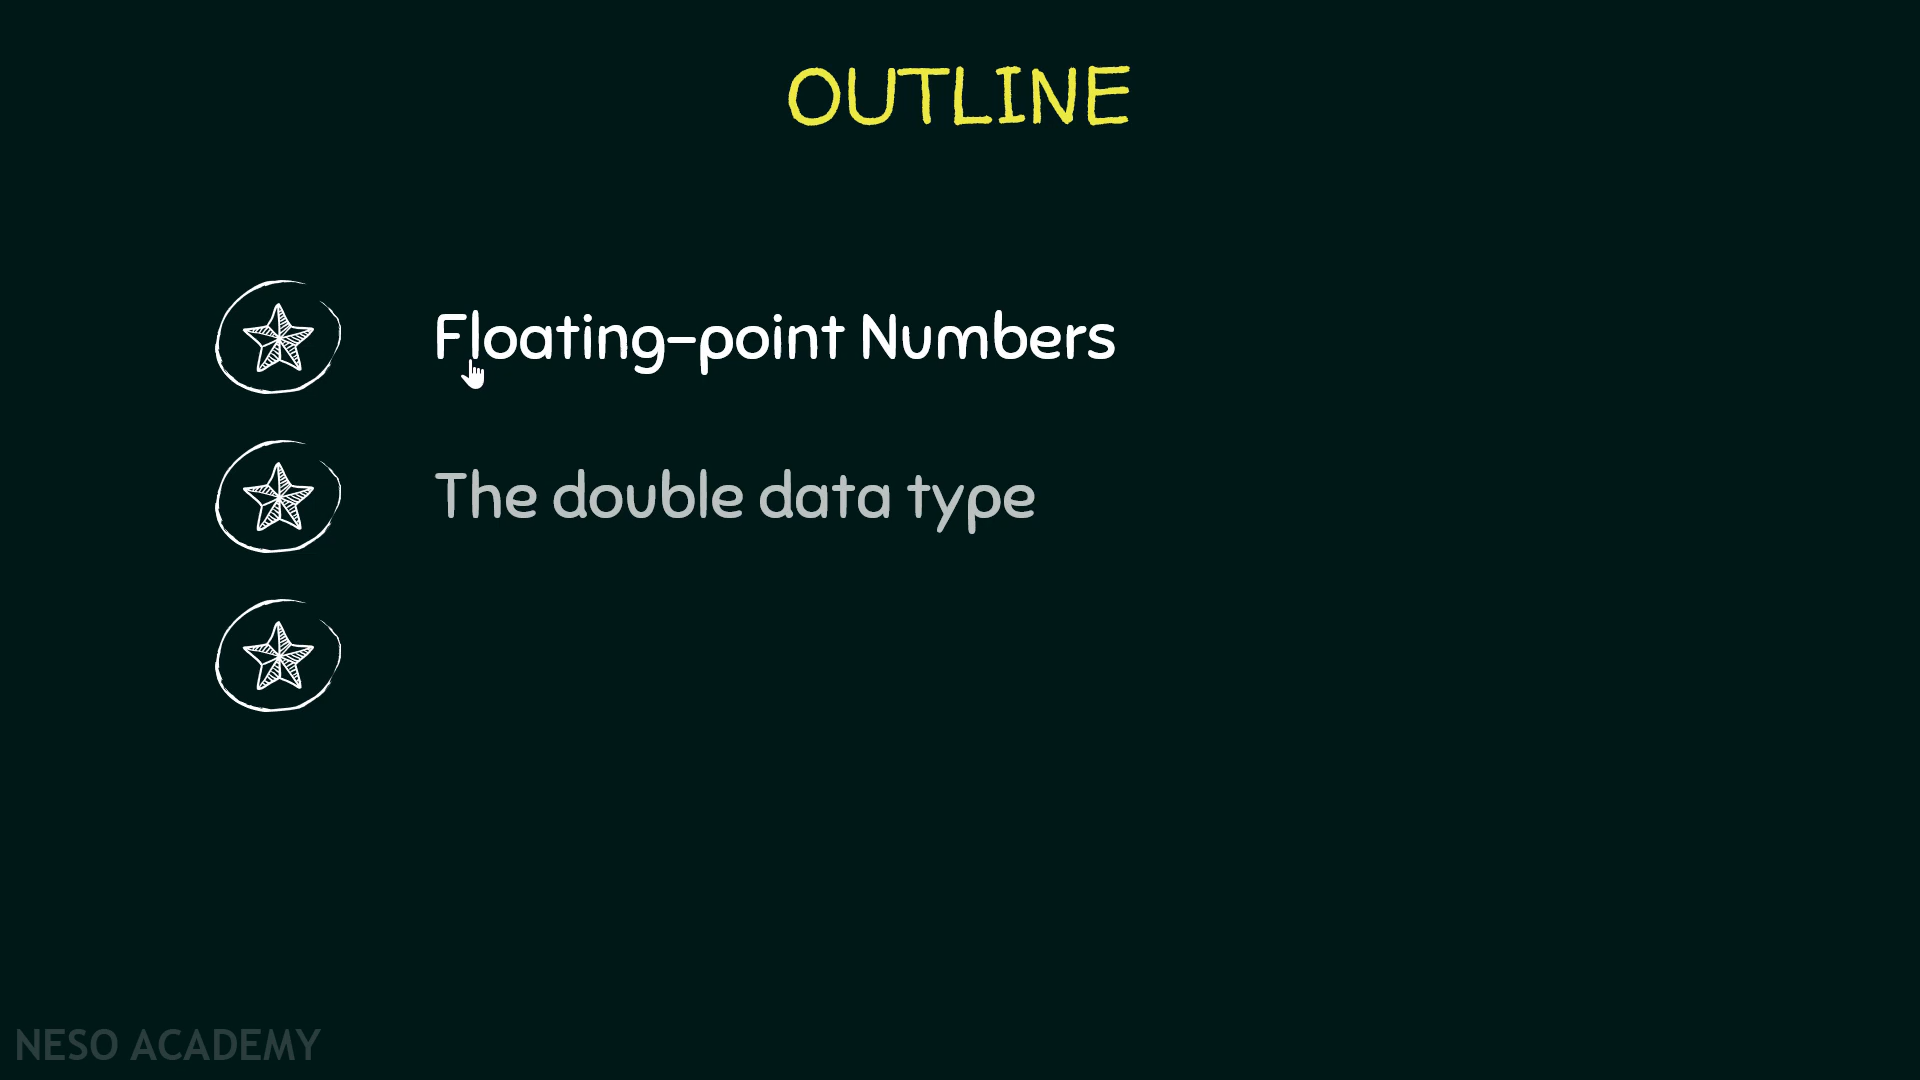 OUTLINE
Floating-point Numbers
The double data type
NESO ACADEMY